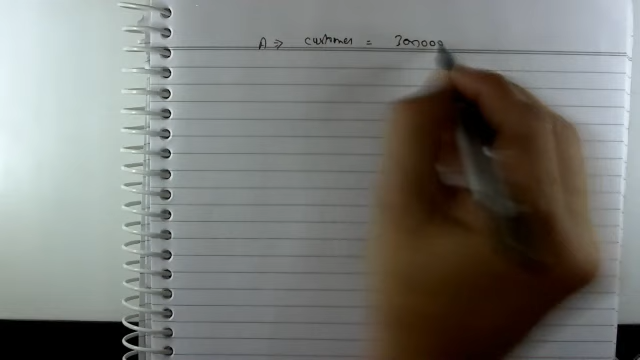 A ⇒ customer = 300000